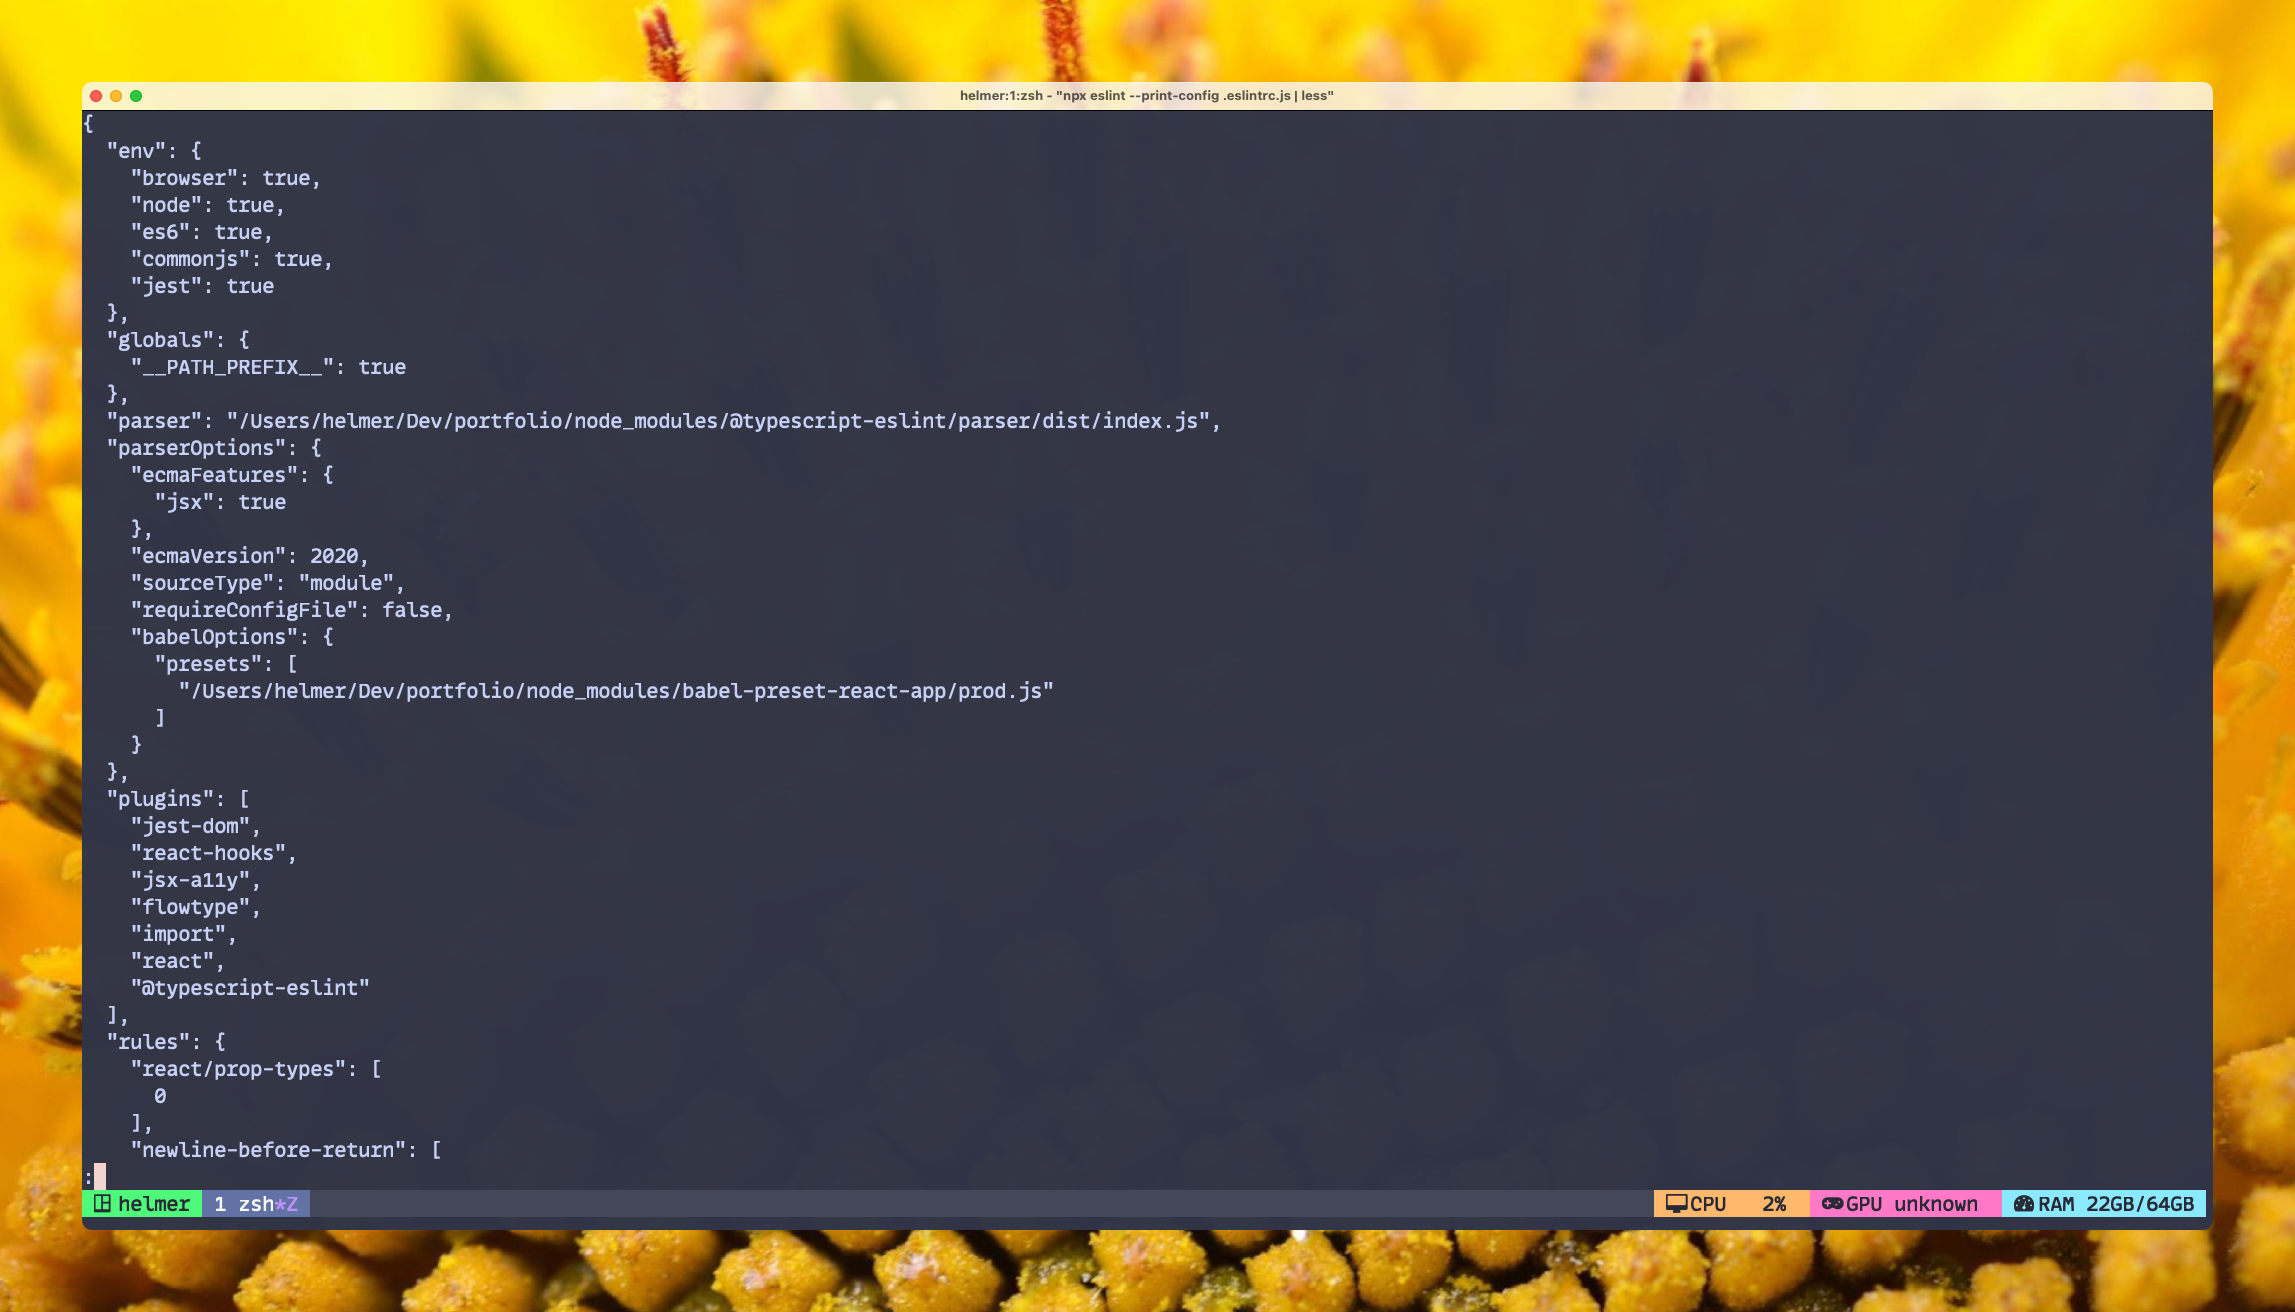 helmer:1:zsh - "npx eslint --print-config .eslintrc.js | less"
{
  "env": {
    "browser": true,
    "node": true,
    "es6": true,
    "commonjs": true,
    "jest": true
  },
  "globals": {
    "__PATH_PREFIX__": true
  },
  "parser": "/Users/helmer/Dev/portfolio/node_modules/@typescript-eslint/parser/dist/index.js",
  "parserOptions": {
    "ecmaFeatures": {
      "jsx": true
    },
    "ecmaVersion": 2020,
    "sourceType": "module",
    "requireConfigFile": false,
    "babelOptions": {
      "presets": [
        "/Users/helmer/Dev/portfolio/node_modules/babel-preset-react-app/prod.js"
      ]
    }
  },
  "plugins": [
    "jest-dom",
    "react-hooks",
    "jsx-a11y",
    "flowtype",
    "import",
    "react",
    "@typescript-eslint"
  ],
  "rules": {
    "react/prop-types": [
      0
    ],
    "newline-before-return": [
:
helmer 1 zsh*Z CPU 2% GPU unknown RAM 22GB/64GB